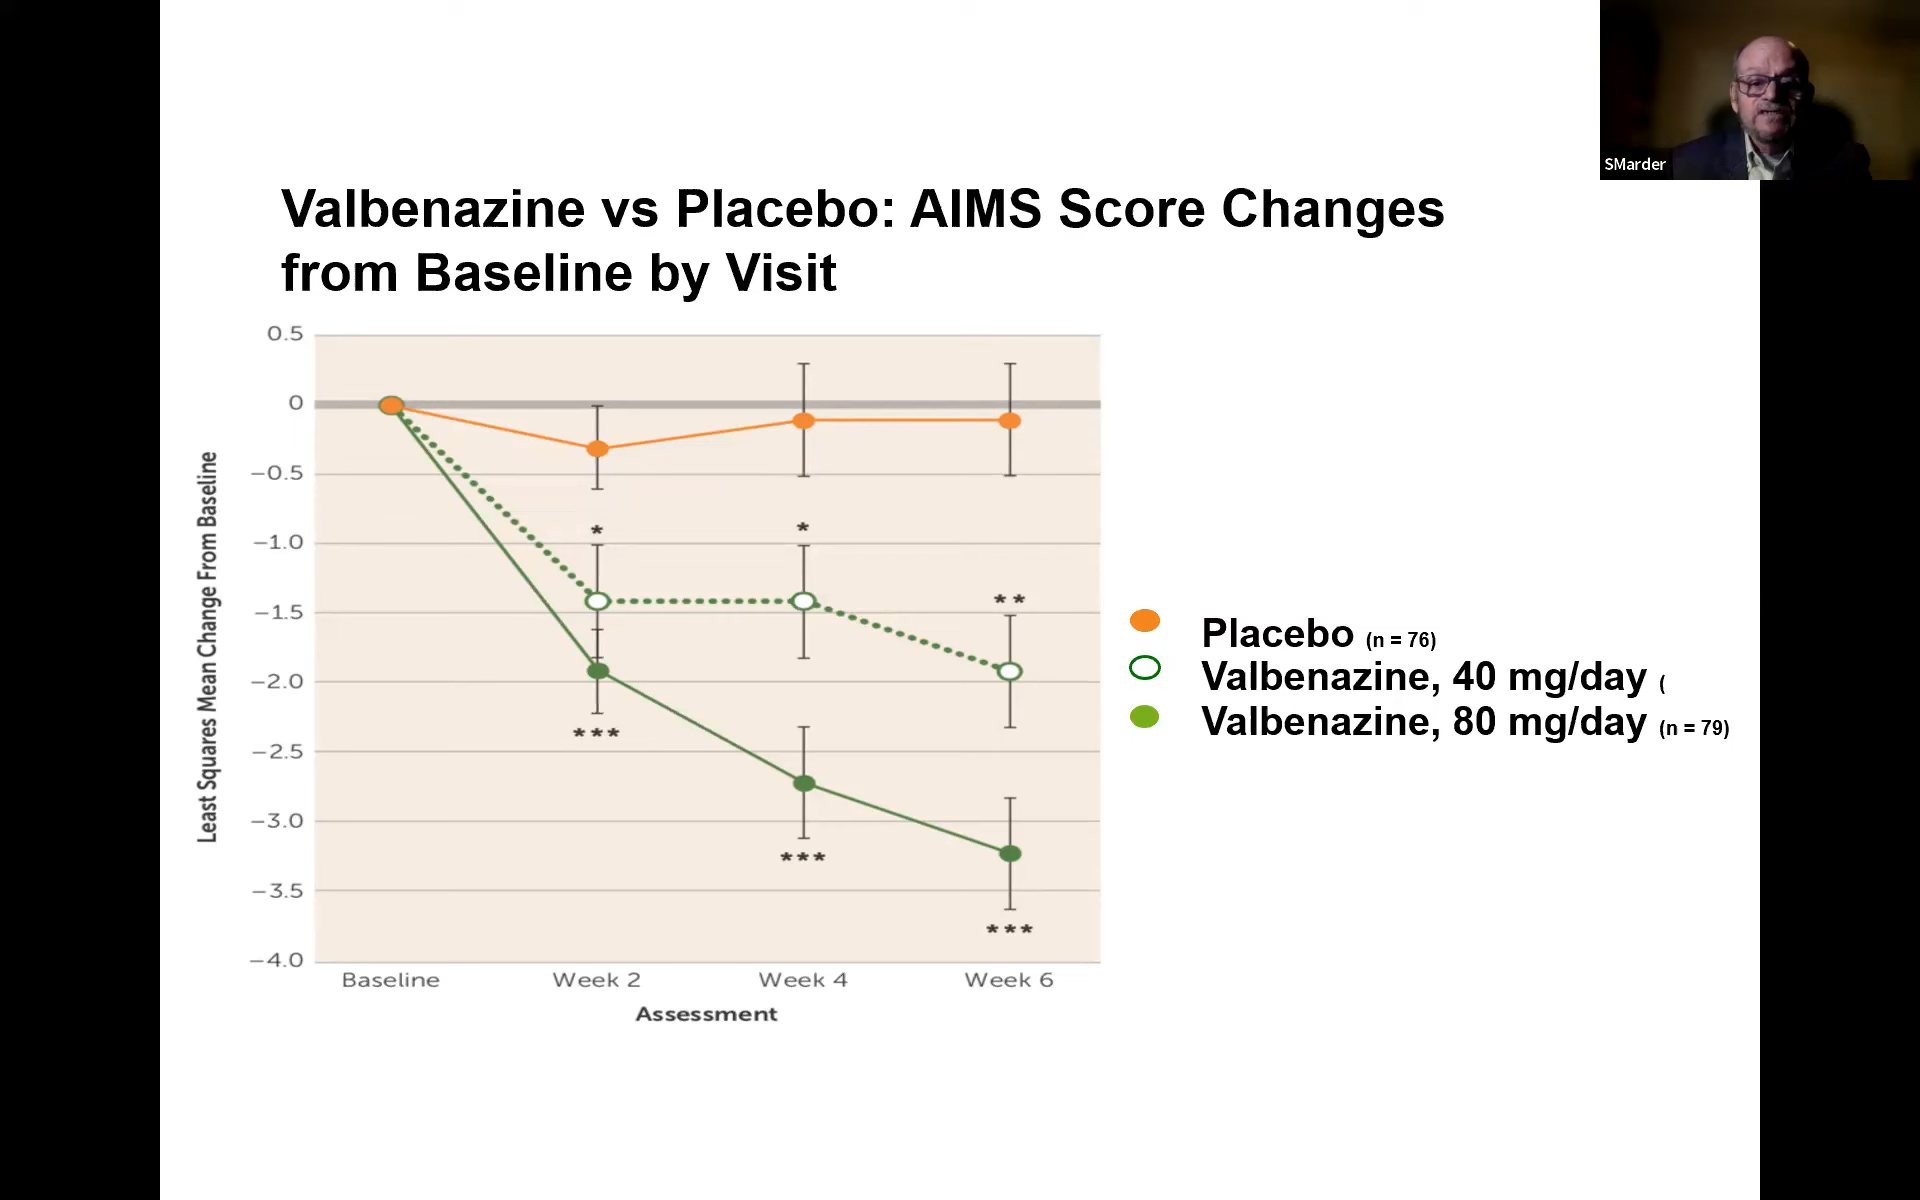 SMarder
Valbenazine vs Placebo: AIMS Score Changes
from Baseline by Visit
Least Squares Mean Change From Baseline
0.5
0
−0.5
−1.0
−1.5
−2.0
−2.5
−3.0
−3.5
−4.0
*
*
**
***
***
***
Baseline Week 2 Week 4 Week 6
Assessment
Placebo (n = 76)
Valbenazine, 40 mg/day (
Valbenazine, 80 mg/day (n = 79)